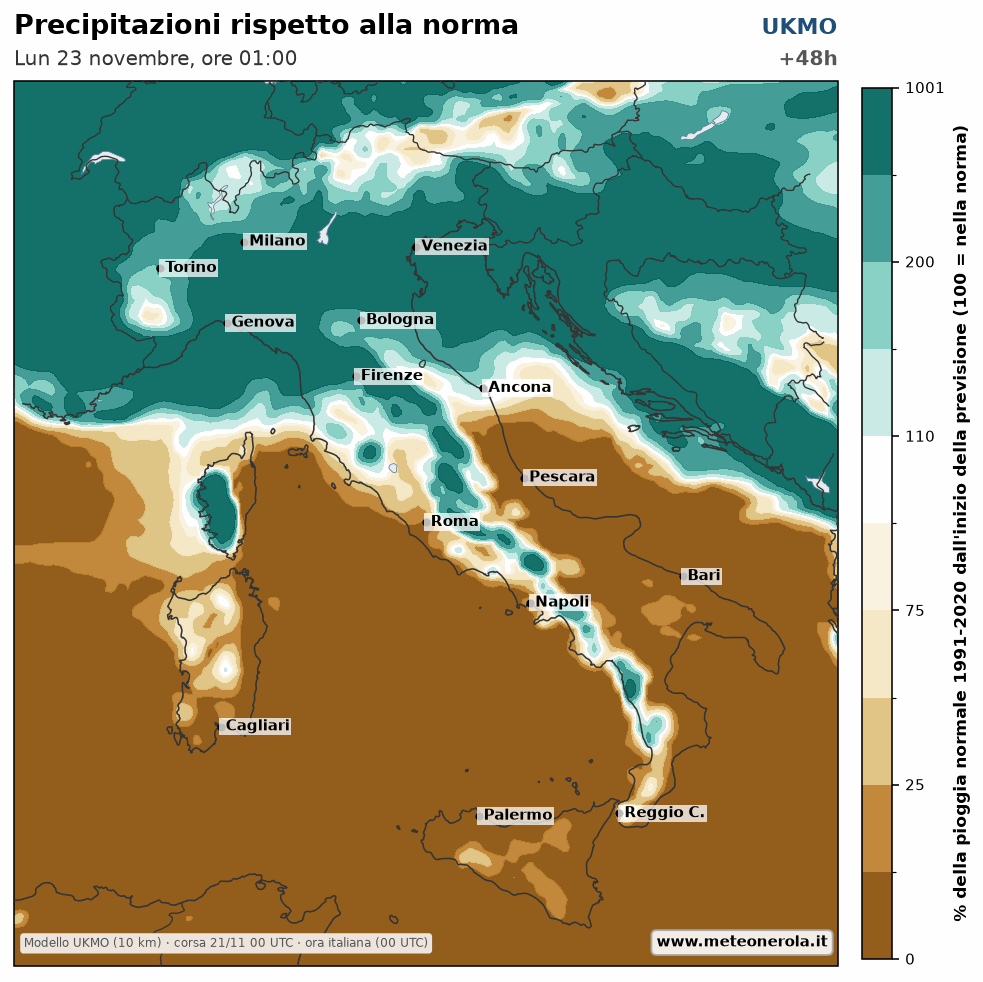 Precipitazioni rispetto alla norma
UKMO
Lun 23 novembre, ore 01:00
+48h
1001
200
110
75
25
0
% della pioggia normale 1991-2020 dall'inizio della previsione (100 = nella norma)
Milano
Venezia
Torino
Genova
Bologna
Firenze
Ancona
Pescara
Roma
Bari
Napoli
Cagliari
Palermo
Reggio C.
Modello UKMO (10 km) · corsa 21/11 00 UTC · ora italiana (00 UTC)
www.meteonerola.it